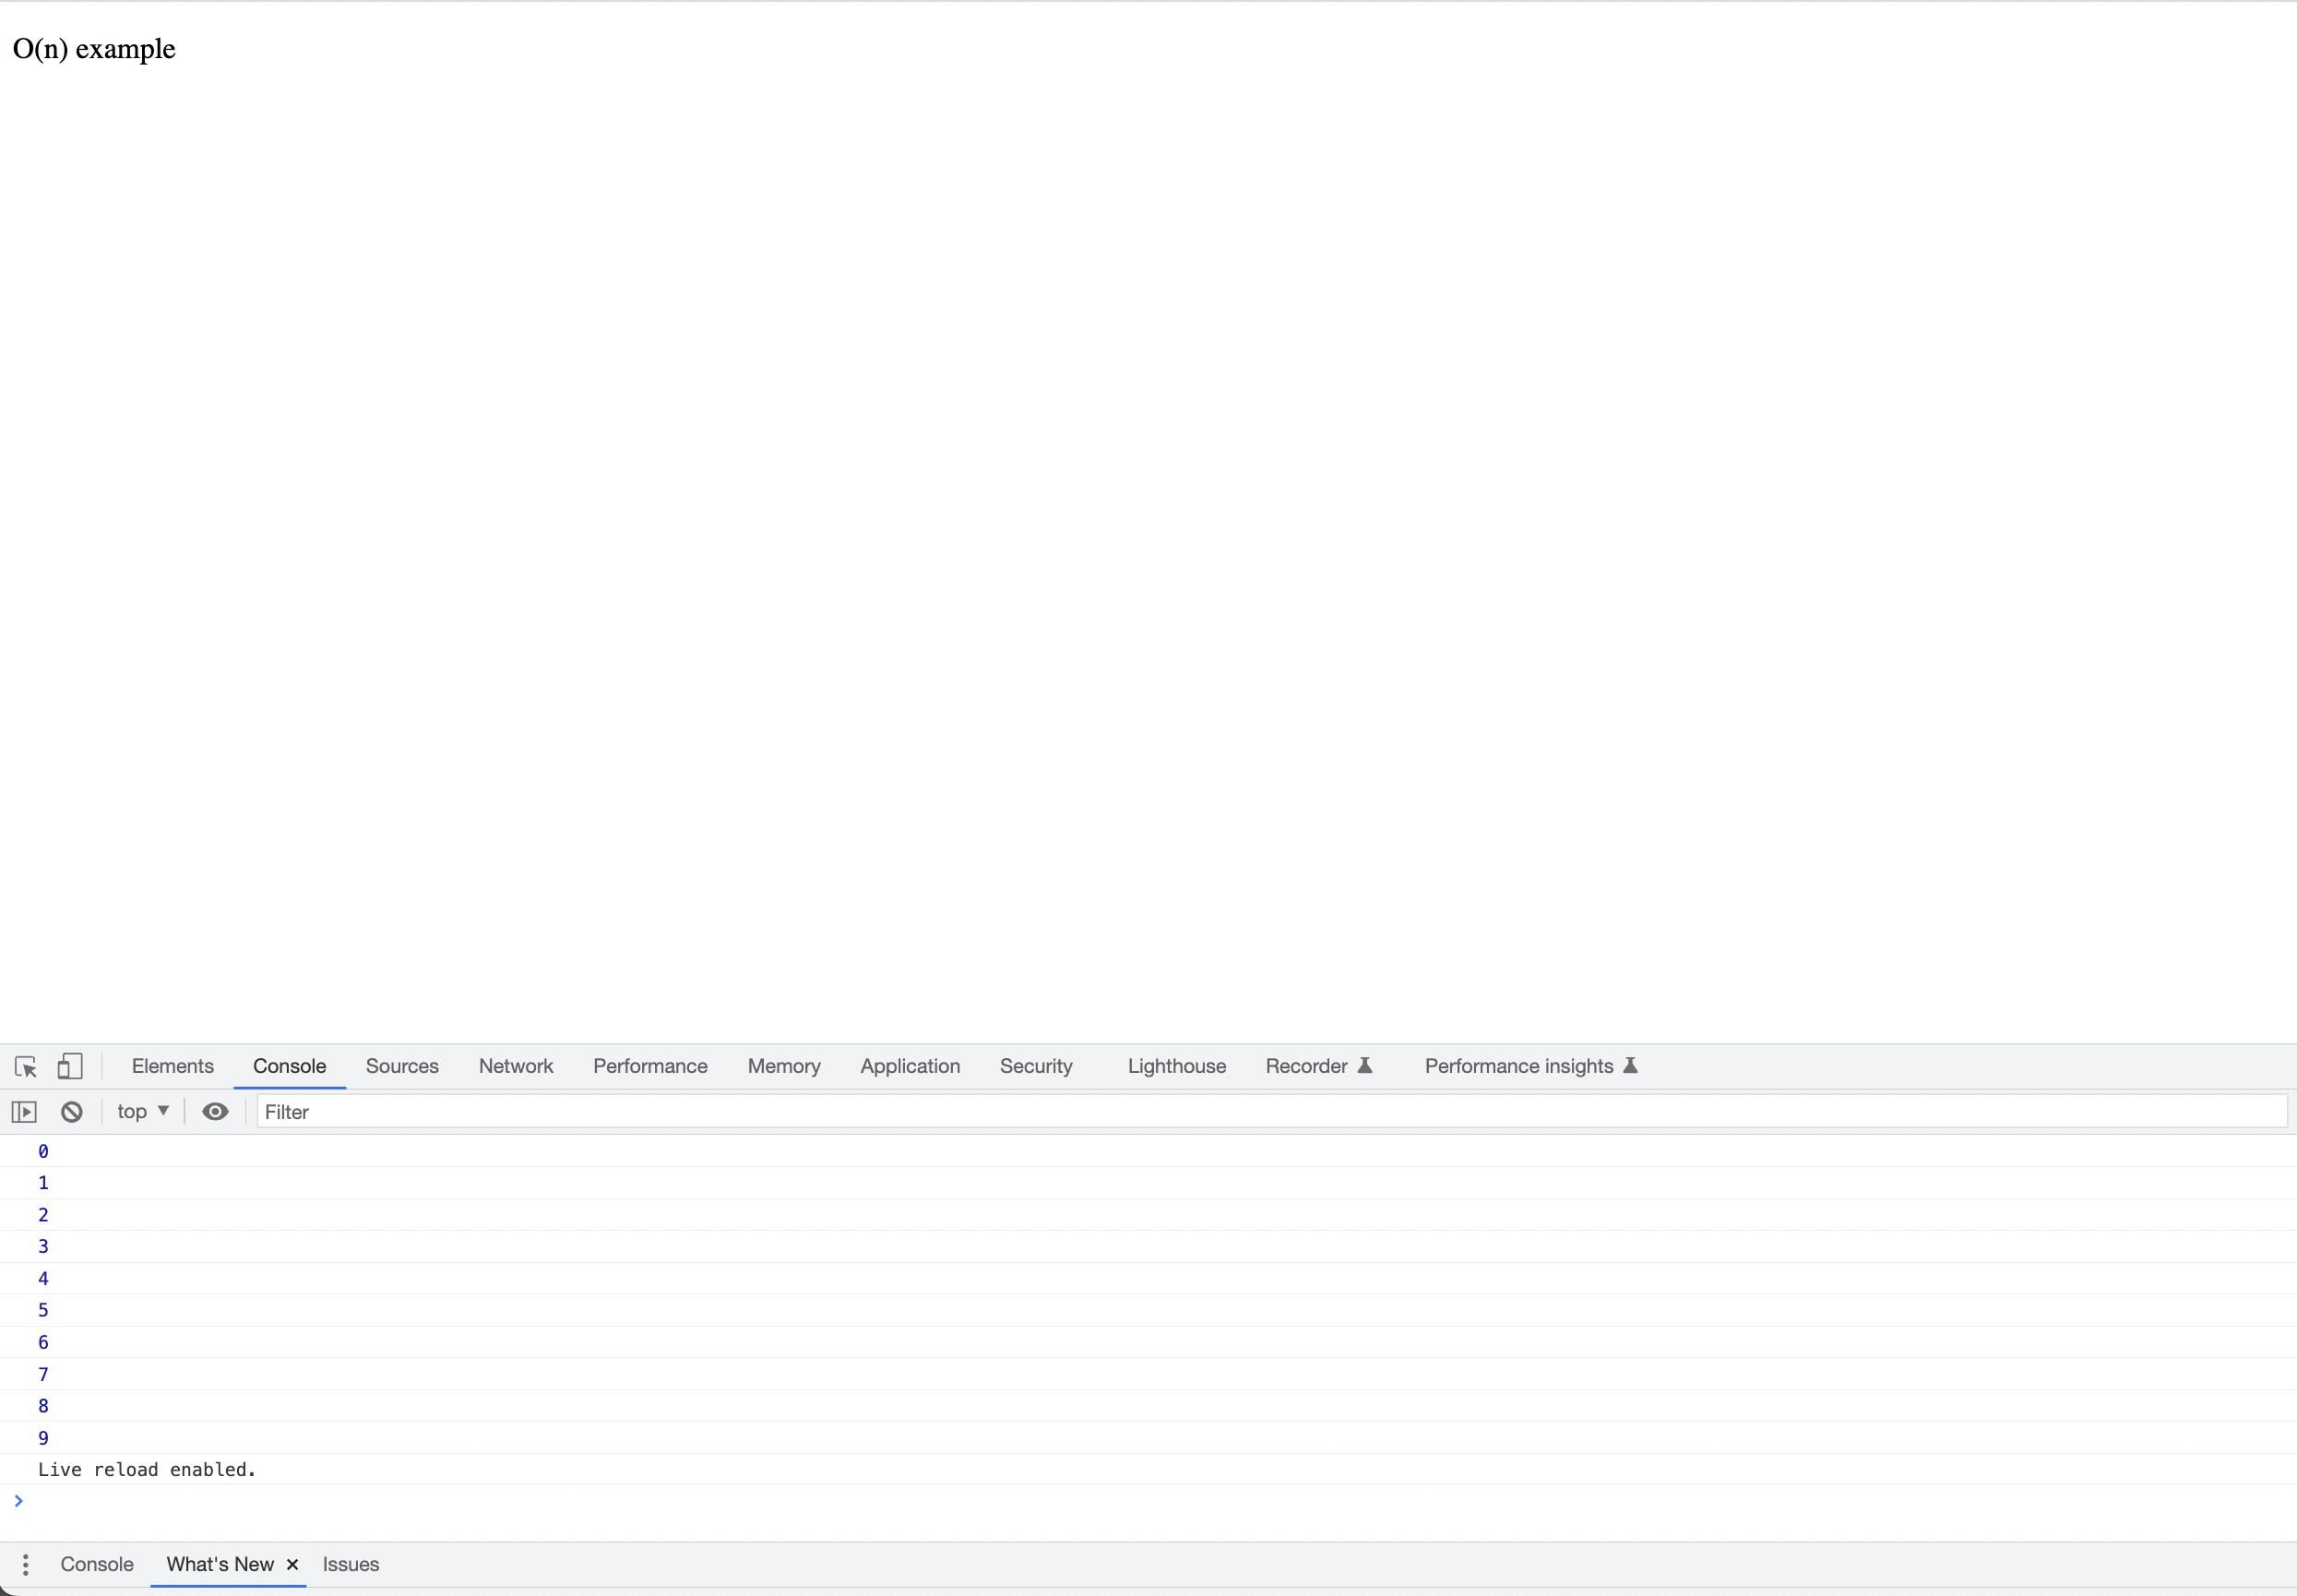 O(n) example
Elements Console Sources Network Performance Memory Application Security Lighthouse Recorder Performance insights
top Filter
0
1
2
3
4
5
6
7
8
9
Live reload enabled.
Console What's New Issues